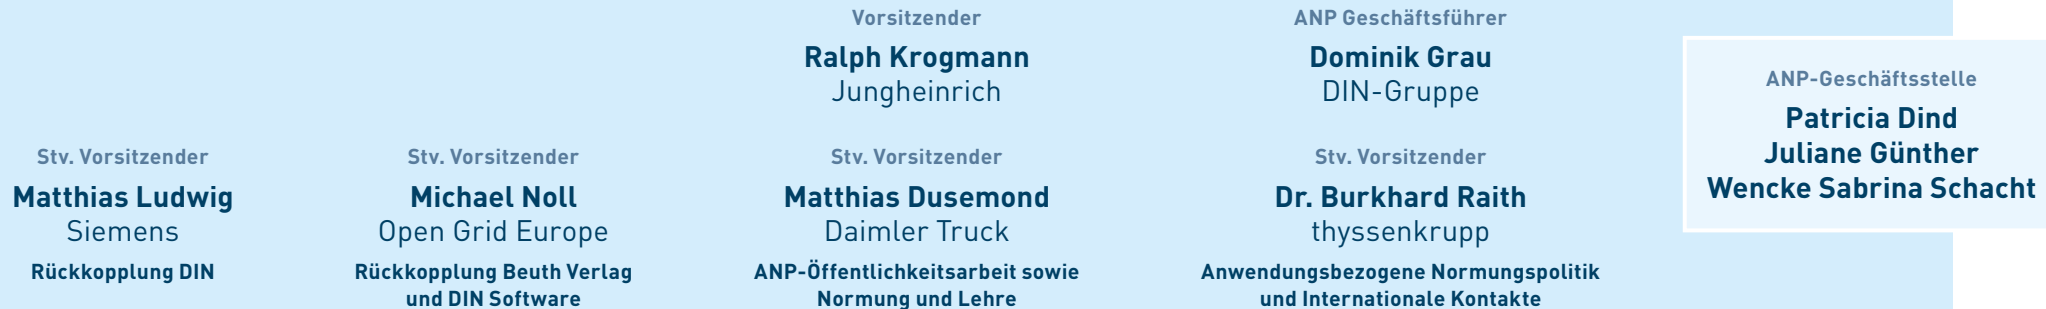 Vorsitzender
Ralph Krogmann
Jungheinrich
ANP Geschäftsführer
Dominik Grau
DIN-Gruppe
ANP-Geschäftsstelle
Patricia Dind
Juliane Günther
Wencke Sabrina Schacht
Stv. Vorsitzender
Matthias Ludwig
Siemens
Rückkopplung DIN
Stv. Vorsitzender
Michael Noll
Open Grid Europe
Rückkopplung Beuth Verlag
und DIN Software
Stv. Vorsitzender
Matthias Dusemond
Daimler Truck
ANP-Öffentlichkeitsarbeit sowie
Normung und Lehre
Stv. Vorsitzender
Dr. Burkhard Raith
thyssenkrupp
Anwendungsbezogene Normungspolitik
und Internationale Kontakte